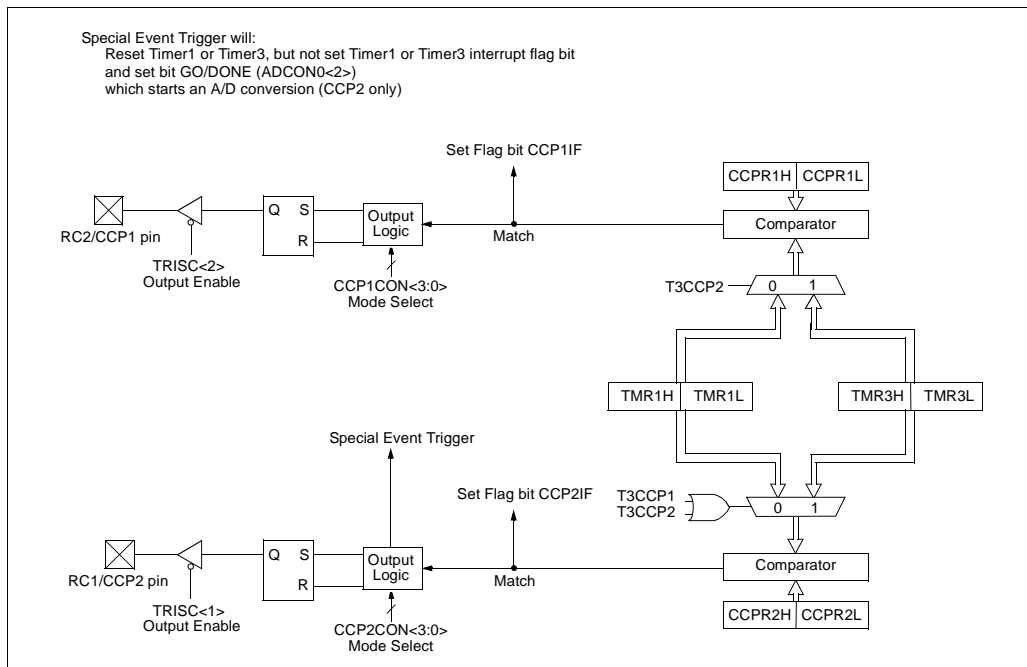 Special Event Trigger will:
Reset Timer1 or Timer3, but not set Timer1 or Timer3 interrupt flag bit
and set bit GO/DONE (ADCON0<2>)
which starts an A/D conversion (CCP2 only)
Set Flag bit CCP1IF
CCPR1H CCPR1L
Q S
R
Output
Logic
Comparator
RC2/CCP1 pin
Match
TRISC<2>
Output Enable
CCP1CON<3:0>
Mode Select
T3CCP2
0 1
TMR1H TMR1L
TMR3H TMR3L
Special Event Trigger
Set Flag bit CCP2IF
T3CCP1
T3CCP2
0 1
Q S
R
Output
Logic
Comparator
RC1/CCP2 pin
Match
TRISC<1>
Output Enable
CCP2CON<3:0>
Mode Select
CCPR2H CCPR2L